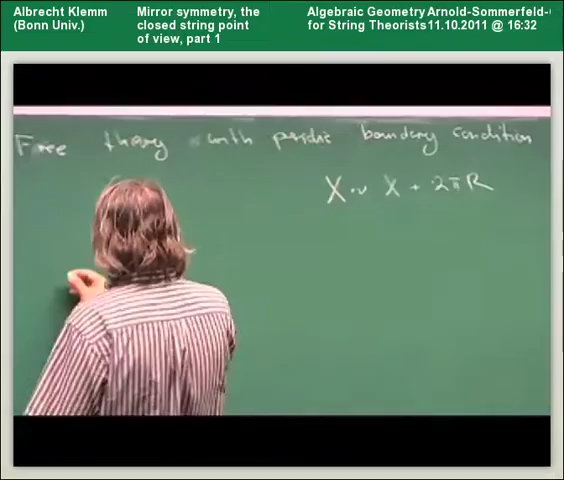 Albrecht Klemm
(Bonn Univ.)
Mirror symmetry, the
closed string point
of view, part 1
Algebraic Geometry
for String Theorists
Arnold-Sommerfeld-
11.10.2011 @ 16:32
Free theory with peridic boundary condition
X ~ X + 2πR